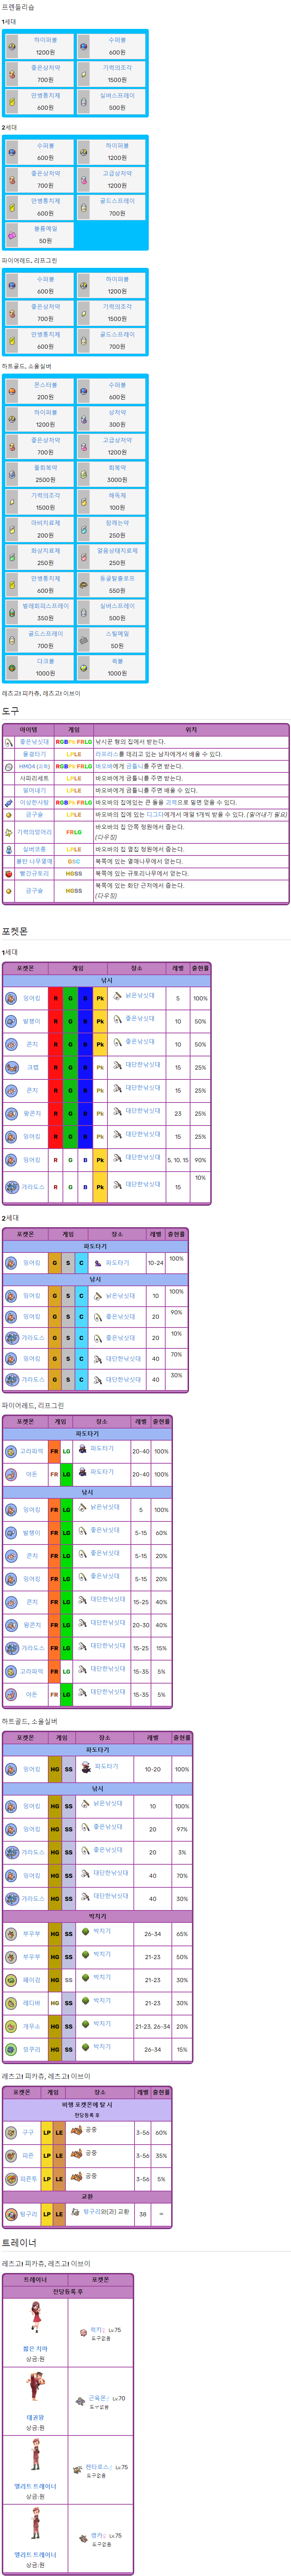 프렌들리숍
1세대
하이퍼볼 수퍼볼
1200원 600원
좋은상처약 기력의조각
700원 1500원
만병통치제 실버스프레이
600원 500원
2세대
수퍼볼 하이퍼볼
600원 1200원
좋은상처약 고급상처약
700원 1200원
만병통치제 골드스프레이
600원 700원
블룸메일
50원
파이어레드, 리프그린
수퍼볼 하이퍼볼
600원 1200원
좋은상처약 기력의조각
700원 1500원
만병통치제 골드스프레이
600원 700원
하트골드, 소울실버
몬스터볼 수퍼볼
200원 600원
하이퍼볼 상처약
1200원 300원
좋은상처약 고급상처약
700원 1200원
풀회복약 회복약
2500원 3000원
기력의조각 해독제
1500원 100원
마비치료제 잠깨는약
200원 250원
화상치료제 얼음상태치료제
250원 250원
만병통치제 동굴탈출로프
600원 550원
벌레회피스프레이 실버스프레이
350원 500원
골드스프레이 스틸메일
700원 50원
다크볼 퀵볼
1000원 1000원
레츠고! 피카츄, 레츠고! 이브이
도구
아이템 게임 위치
좋은낚싯대 RGBPk FRLG 낚시꾼 형의 집에서 받는다.
물결타기 LPLE 라프라스를 데리고 있는 남자에게서 배울 수 있다.
HM04 (괴력) RGBPk FRLG 바오바에게 금틀니를 주면 받는다.
사파리세트 LPLE 바오바에게 금틀니를 주면 받는다.
밀어내기 LPLE 바오바에게 금틀니를 주면 배울 수 있다.
이상한사탕 RGBPk FRLG 바오바의 집에있는 큰 돌을 괴력으로 밀면 얻을 수 있다.
금구슬 LPLE 바오바의 집에 있는 디그다에게서 매일 1개씩 받을 수 있다. (밀어내기 필요)
기력의덩어리 FRLG 바오바의 집 안쪽 정원에서 줍는다.
(다우징)
실버코롱 LPLE 바오바의 집 옆집 정원에서 줍는다.
불탄 나무열매 GSC 북쪽에 있는 열매나무에서 얻는다.
빨간규토리 HGSS 북쪽에 있는 규토리나무에서 얻는다.
금구슬 HGSS 북쪽에 있는 화단 근처에서 줍는다.
(다우징)
포켓몬
1세대
포켓몬 게임 장소 레벨 출현률
낚시
잉어킹 R G B Pk 낡은낚싯대 5 100%
발챙이 R G B Pk 좋은낚싯대 10 50%
콘치 R G B Pk 좋은낚싯대 10 50%
크랩 R G B Pk 대단한낚싯대 15 25%
콘치 R G B Pk 대단한낚싯대 15 25%
왕콘치 R G B Pk 대단한낚싯대 23 25%
잉어킹 R G B Pk 대단한낚싯대 15 25%
잉어킹 R G B Pk 대단한낚싯대 5, 10, 15 90%
갸라도스 R G B Pk 대단한낚싯대 15 10%
2세대
포켓몬 게임 장소 레벨 출현률
파도타기
잉어킹 G S C 파도타기 10-24 100%
낚시
잉어킹 G S C 낡은낚싯대 10 100%
잉어킹 G S C 좋은낚싯대 20 90%
갸라도스 G S C 좋은낚싯대 20 10%
잉어킹 G S C 대단한낚싯대 40 70%
갸라도스 G S C 대단한낚싯대 40 30%
파이어레드, 리프그린
포켓몬 게임 장소 레벨 출현률
파도타기
고라파덕 FR LG 파도타기 20-40 100%
야돈 FR LG 파도타기 20-40 100%
낚시
잉어킹 FR LG 낡은낚싯대 5 100%
발챙이 FR LG 좋은낚싯대 5-15 60%
콘치 FR LG 좋은낚싯대 5-15 20%
잉어킹 FR LG 좋은낚싯대 5-15 20%
콘치 FR LG 대단한낚싯대 15-25 40%
왕콘치 FR LG 대단한낚싯대 20-30 40%
갸라도스 FR LG 대단한낚싯대 15-25 15%
고라파덕 FR LG 대단한낚싯대 15-35 5%
야돈 FR LG 대단한낚싯대 15-35 5%
하트골드, 소울실버
포켓몬 게임 장소 레벨 출현률
파도타기
잉어킹 HG SS 파도타기 10-20 100%
낚시
잉어킹 HG SS 낡은낚싯대 10 100%
잉어킹 HG SS 좋은낚싯대 20 97%
갸라도스 HG SS 좋은낚싯대 20 3%
잉어킹 HG SS 대단한낚싯대 40 70%
갸라도스 HG SS 대단한낚싯대 40 30%
박치기
부우부 HG SS 박치기 26-34 65%
부우부 HG SS 박치기 21-23 50%
페이검 HG SS 박치기 21-23 30%
레디바 HG SS 박치기 21-23 30%
개무소 HG SS 박치기 21-23, 26-34 20%
망쿠리 HG SS 박치기 26-34 15%
레츠고! 피카츄, 레츠고! 이브이
포켓몬 게임 장소 레벨 출현률
비행 포켓몬에 탈 시
전당등록 후
구구 LP LE 공중 3-56 60%
피죤 LP LE 공중 3-56 35%
피죤투 LP LE 공중 3-56 5%
교환
텅구리 LP LE 텅구리와(과) 교환 38 =
트레이너
레츠고! 피카츄, 레츠고! 이브이
트레이너 포켓몬
전당등록 후
짧은 치마 럭키♀ Lv.75
상금:원 도구없음
태권왕 근육몬♂ Lv.70
상금:원 도구없음
엘리트 트레이너 켄타로스♂ Lv.75
상금:원 도구없음
엘리트 트레이너 캥카♀ Lv.75
상금:원 도구없음